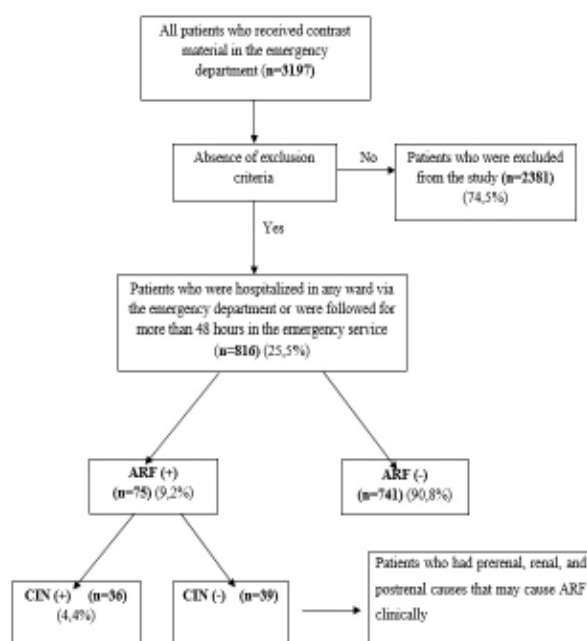 All patients who received contrast
material in the emergency
department (n=3197)
Absence of exclusion
criteria
No
Patients who were excluded
from the study (n=2381)
(74,5%)
Yes
Patients who were hospitalized in any ward via
the emergency department or were followed for
more than 48 hours in the emergency service
(n=816) (25,5%)
ARF (+)
(n=75) (9,2%)
ARF (-)
(n=741) (90,8%)
CIN (+) (n=36)
(4,4%)
CIN (-) (n=39)
Patients who had prerenal, renal, and
postrenal causes that may cause ARF
clinically